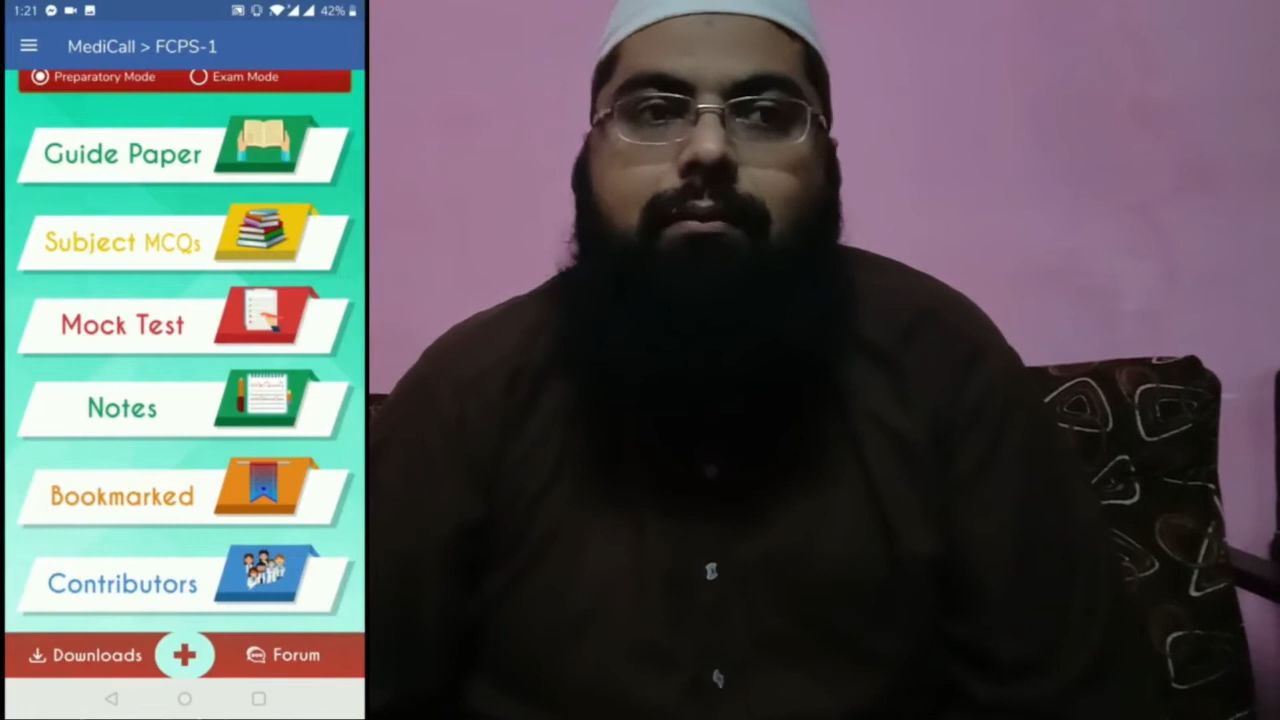 1:21 42%
MediCall > FCPS-1
Preparatory Mode Exam Mode
Guide Paper
Subject MCQs
Mock Test
Notes
Bookmarked
Contributors
Downloads Forum